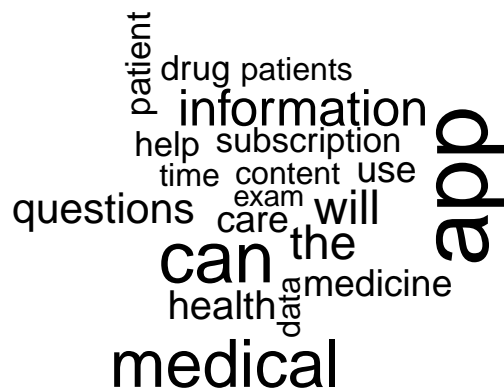 patient
drug patients
information
app
help subscription
time content use
exam
questions care will
can the
data medicine
health
medical